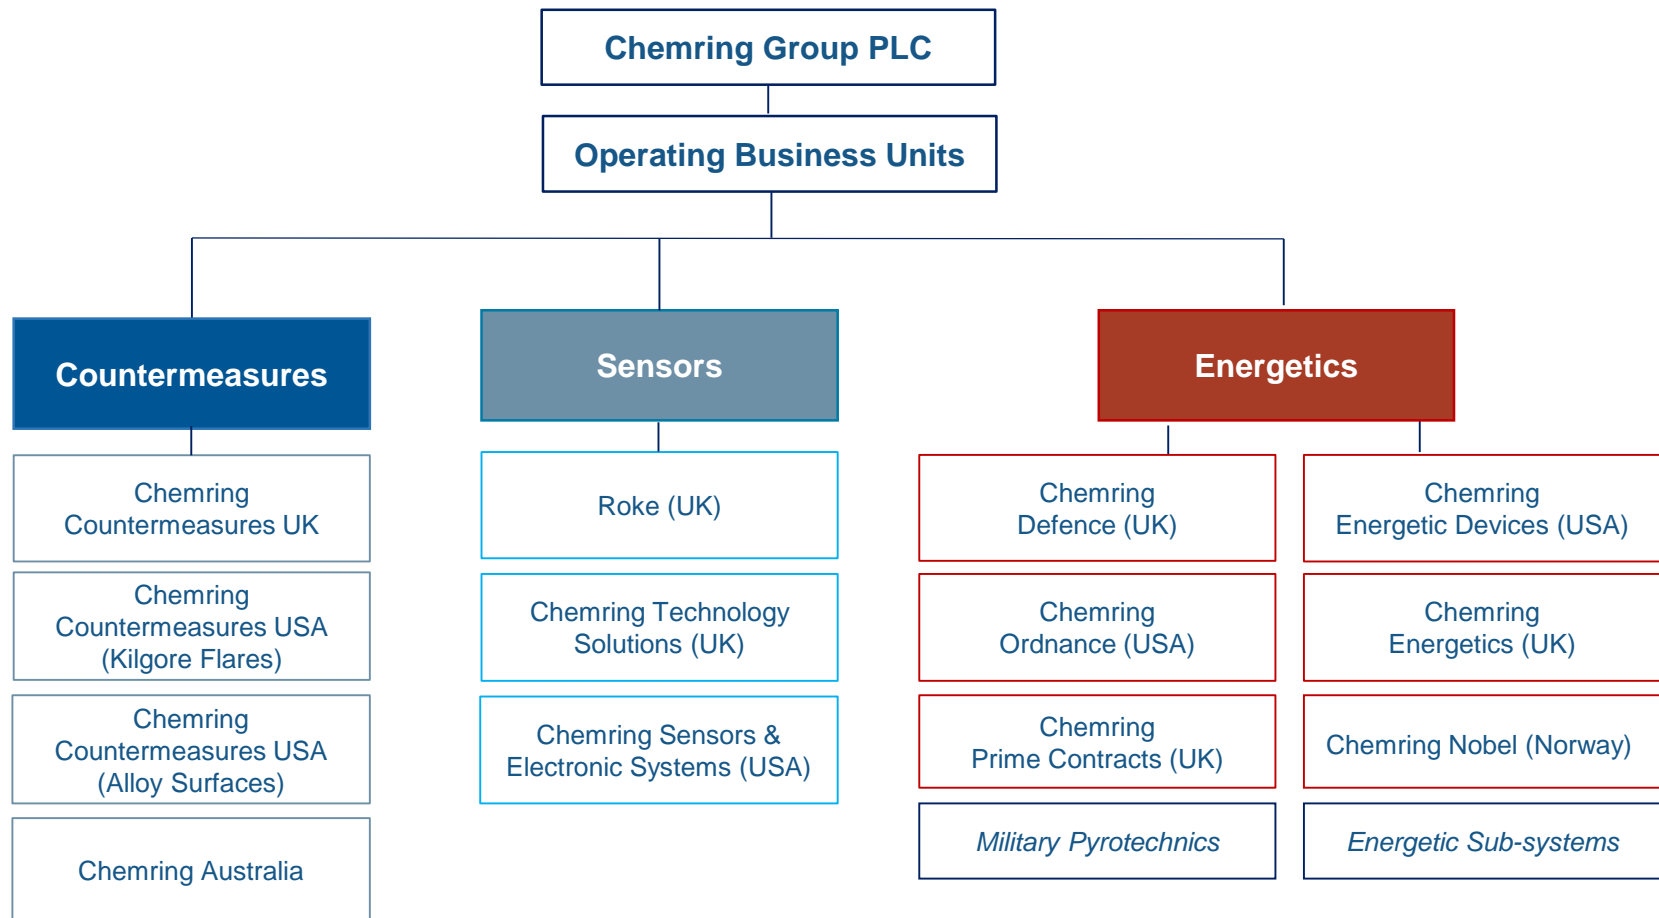 Chemring Group PLC
Operating Business Units
Countermeasures
Chemring
Countermeasures UK
Chemring
Countermeasures USA
(Kilgore Flares)
Chemring
Countermeasures USA
(Alloy Surfaces)
Chemring Australia
Sensors
Roke (UK)
Chemring Technology
Solutions (UK)
Chemring Sensors &
Electronic Systems (USA)
Energetics
Chemring
Defence (UK)
Chemring
Ordnance (USA)
Chemring
Prime Contracts (UK)
Military Pyrotechnics
Chemring
Energetic Devices (USA)
Chemring
Energetics (UK)
Chemring Nobel (Norway)
Energetic Sub-systems